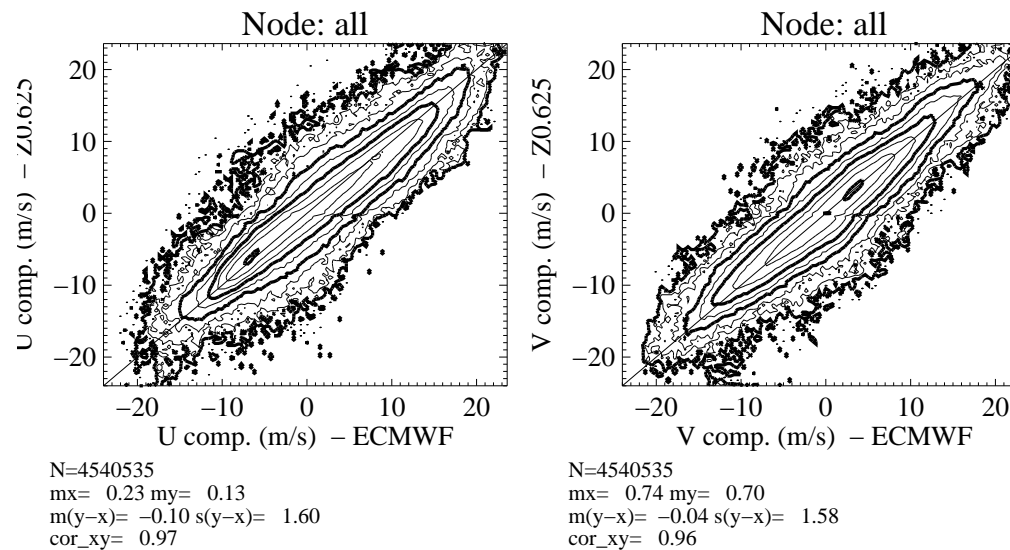 Node: all
20
10
0
−10
−20
U comp. (m/s) − Z0.625
−20 −10 0 10 20
U comp. (m/s) − ECMWF
N=4540535
mx= 0.23 my= 0.13
m(y−x)= −0.10 s(y−x)= 1.60
cor_xy= 0.97
Node: all
20
10
0
−10
−20
V comp. (m/s) − Z0.625
−20 −10 0 10 20
V comp. (m/s) − ECMWF
N=4540535
mx= 0.74 my= 0.70
m(y−x)= −0.04 s(y−x)= 1.58
cor_xy= 0.96